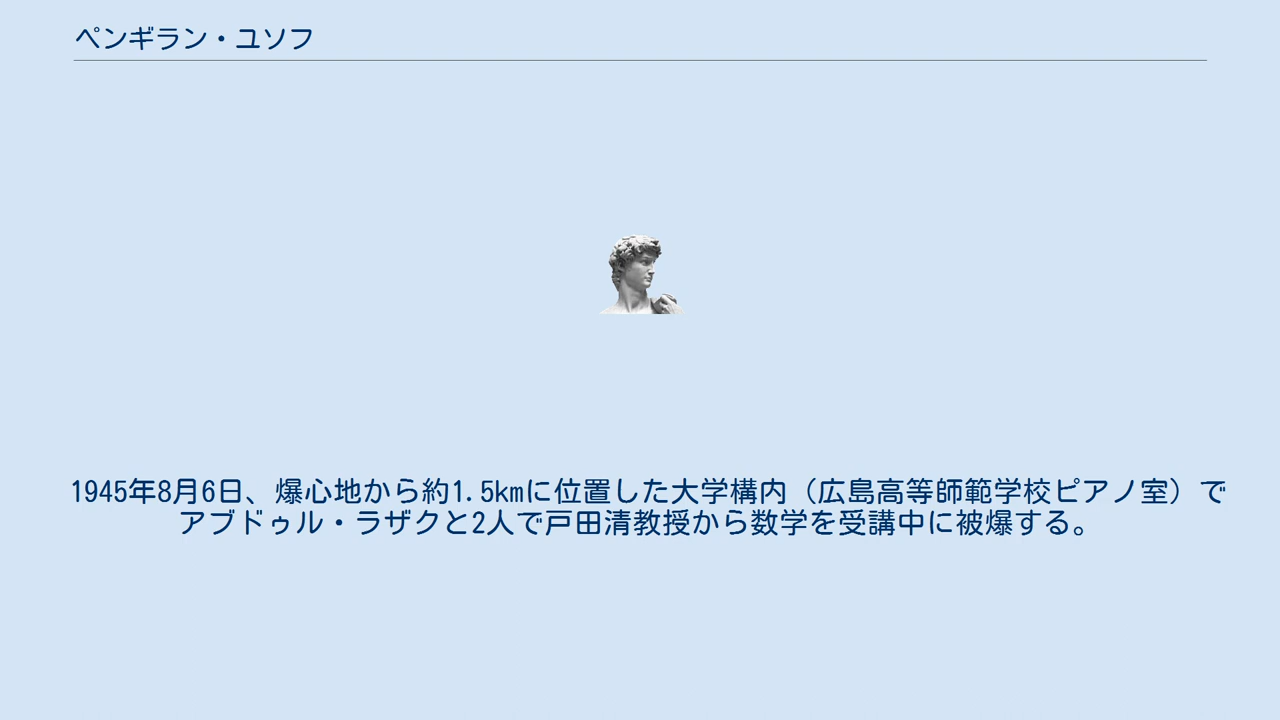 ペンギラン・ユソフ
1945年8月6日、爆心地から約1.5kmに位置した大学構内（広島高等師範学校ピアノ室）で
アブドゥル・ラザクと2人で戸田清教授から数学を受講中に被爆する。